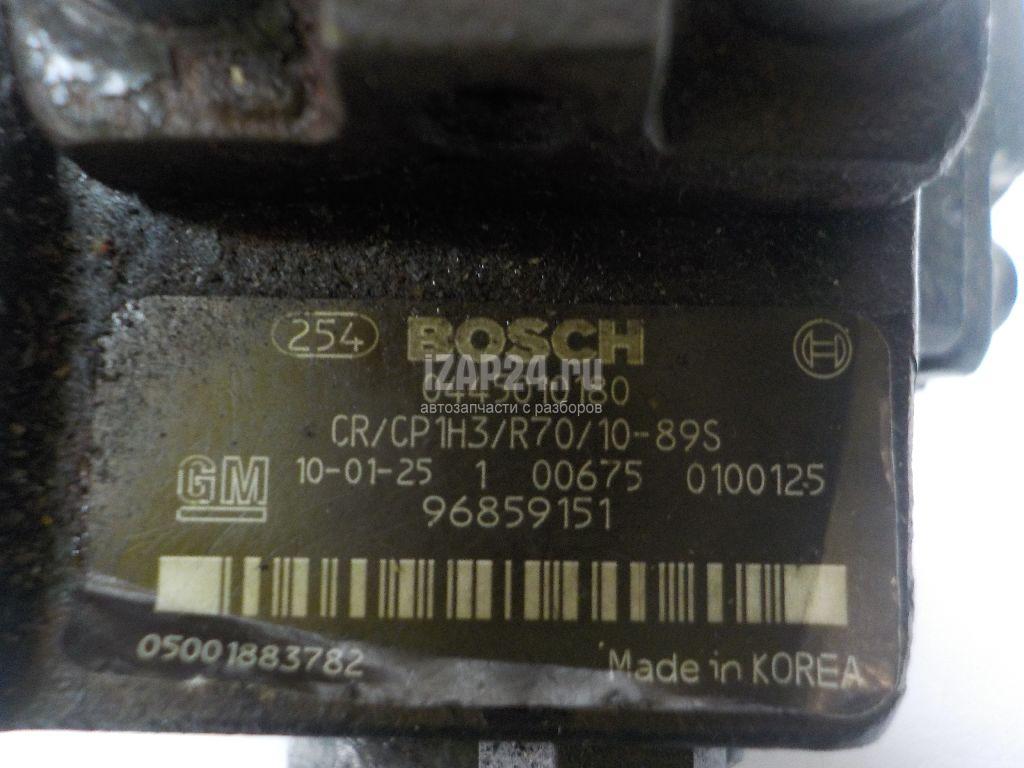 254 BOSCH
iZAP24.ru
0445010180
автозапчасти с разборов
CR/CP1H3/R70/10-89S
GM 10-01-25 1 00675 0100125
96859151
05001883782 Made in KOREA